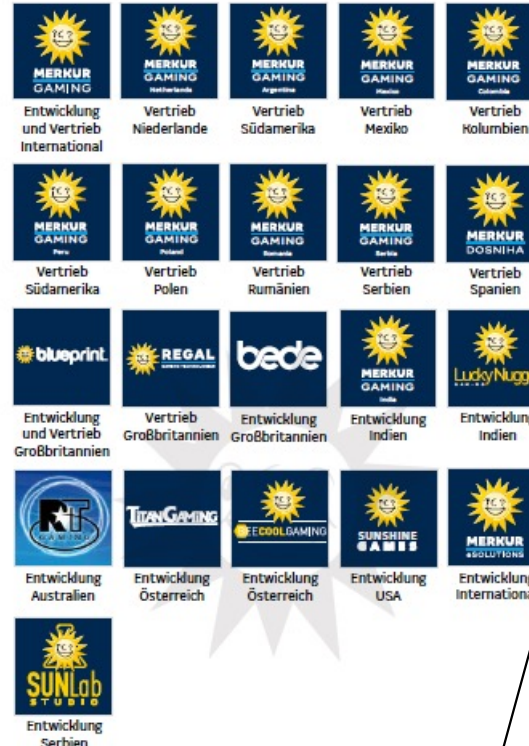 MERKUR
GAMING
Entwicklung
und Vertrieb
International
MERKUR
GAMING
Netherlands
Vertrieb
Niederlande
MERKUR
GAMING
Argentina
Vertrieb
Südamerika
MERKUR
GAMING
Mexico
Vertrieb
Mexiko
MERKUR
GAMING
Colombia
Vertrieb
Kolumbien
MERKUR
GAMING
Peru
Vertrieb
Südamerika
MERKUR
GAMING
Poland
Vertrieb
Polen
MERKUR
GAMING
Romania
Vertrieb
Rumänien
MERKUR
GAMING
Serbia
Vertrieb
Serbien
MERKUR
DOSNIHA
Vertrieb
Spanien
blueprint
Entwicklung
und Vertrieb
Großbritannien
REGAL
Vertrieb
Großbritannien
bede
Entwicklung
Großbritannien
MERKUR
GAMING
India
Entwicklung
Indien
Lucky Nugg
GAMING
Entwicklung
Indien
RT
GAMING
Entwicklung
Australien
TITANGAMING
Entwicklung
Österreich
EECOOLGAMING
Entwicklung
Österreich
SUNSHINE
GAMES
Entwicklung
USA
MERKUR
eSOLUTIONS
Entwicklung
International
SUNLab
STUDIO
Entwicklung
Serbien